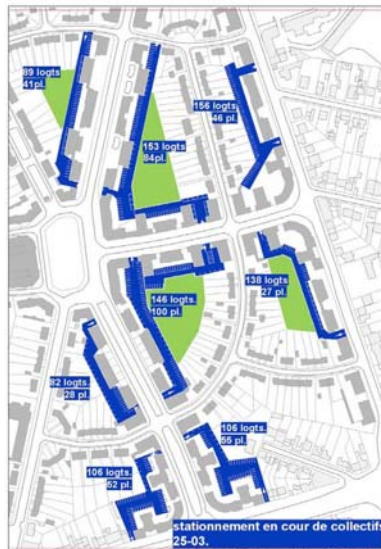 89 logts
41pl.
156 logts
46 pl.
153 logts
84pl.
146 logts.
100 pl.
138 logts
27 pl.
82 logts.
28 pl.
106 logts.
55 pl.
106 logts.
52 pl.
stationnement en cour de collectifs
25-03.